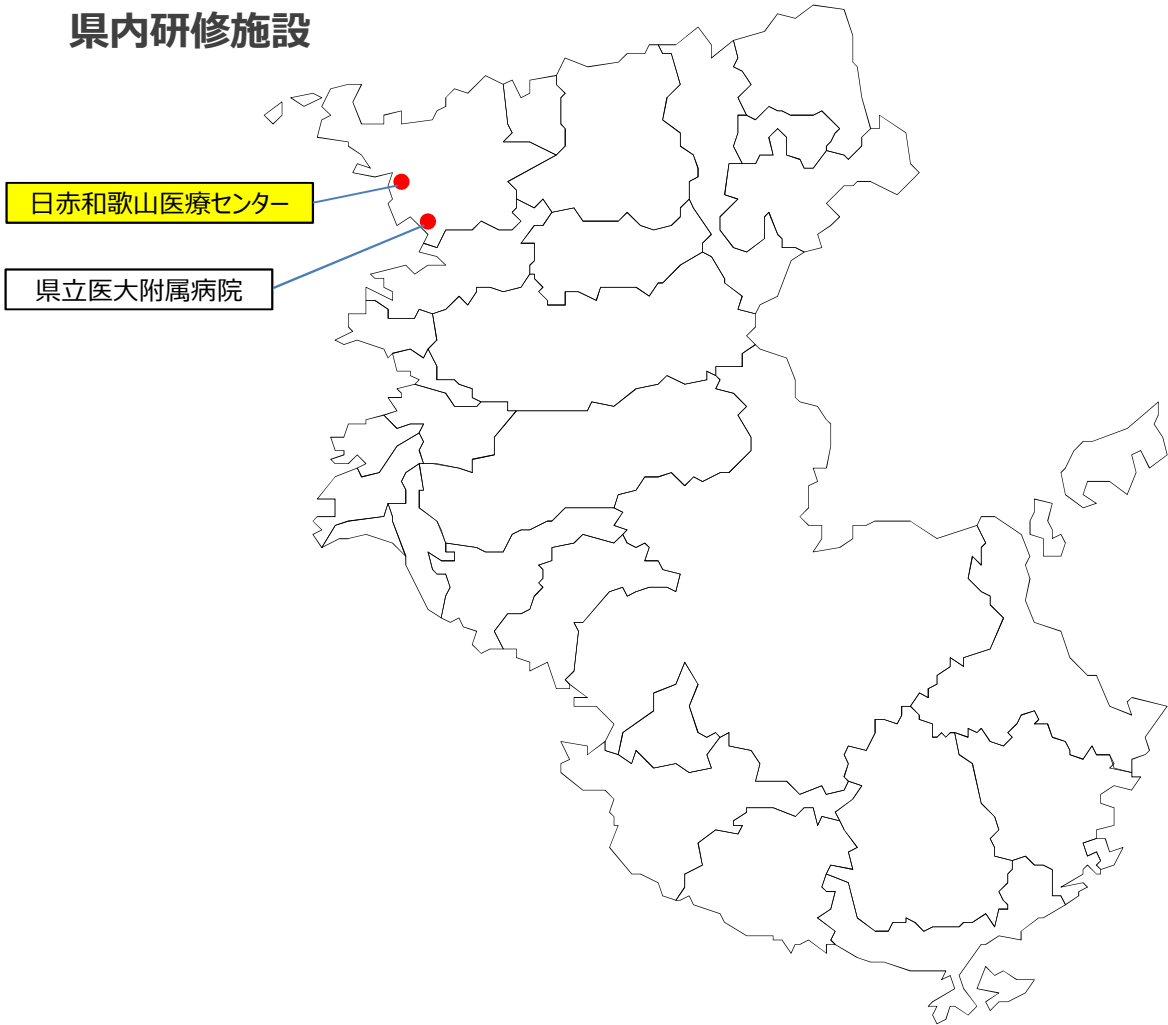 県内研修施設
日赤和歌山医療センター
県立医大附属病院